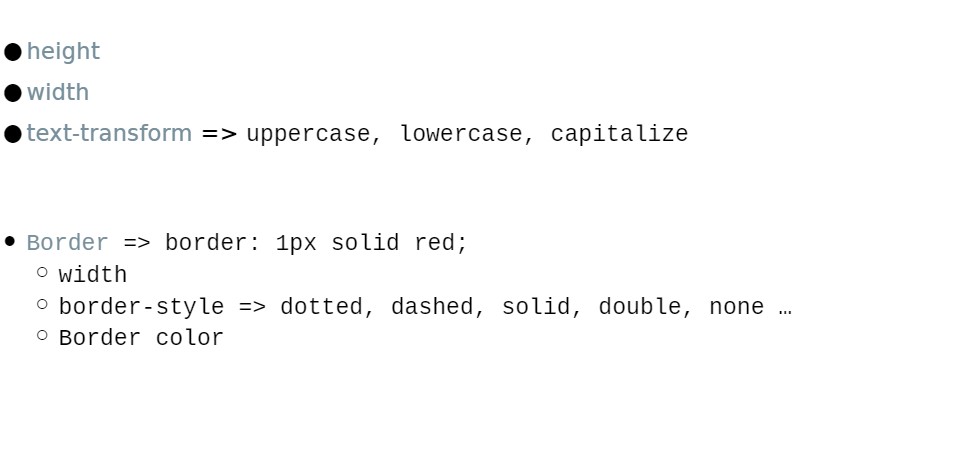 ● height
● width
● text-transform => uppercase, lowercase, capitalize
● Border => border: 1px solid red;
○ width
○ border-style => dotted, dashed, solid, double, none …
○ Border color